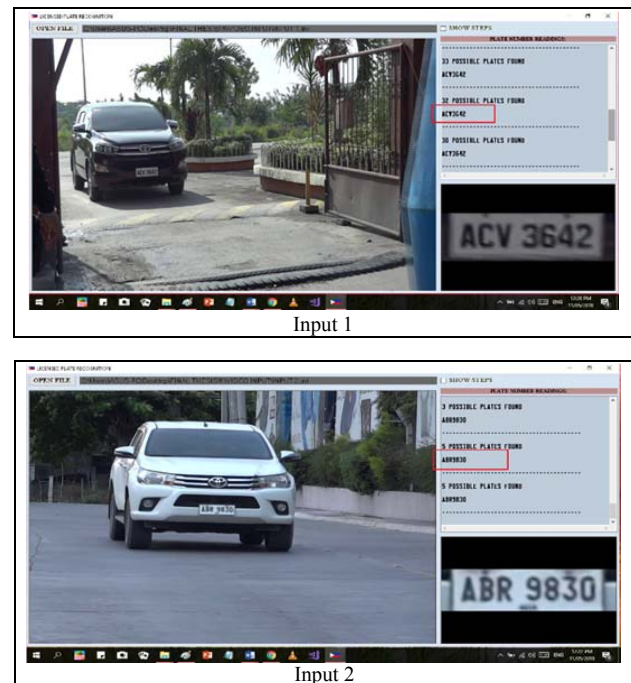 LICENSED PLATE RECOGNITION
OPEN FILE
SHOW STEPS
PLATE NUMBER READINGS:
33 POSSIBLE PLATES FOUND
ACV3642
32 POSSIBLE PLATES FOUND
ACV3642
30 POSSIBLE PLATES FOUND
ACV3642
ACV 3642
ACV 3642
Input 1
LICENSED PLATE RECOGNITION
OPEN FILE
SHOW STEPS
PLATE NUMBER READINGS:
3 POSSIBLE PLATES FOUND
ABR9830
5 POSSIBLE PLATES FOUND
ABR9830
5 POSSIBLE PLATES FOUND
ABR9830
ABR 9830
ABR 9830
Input 2